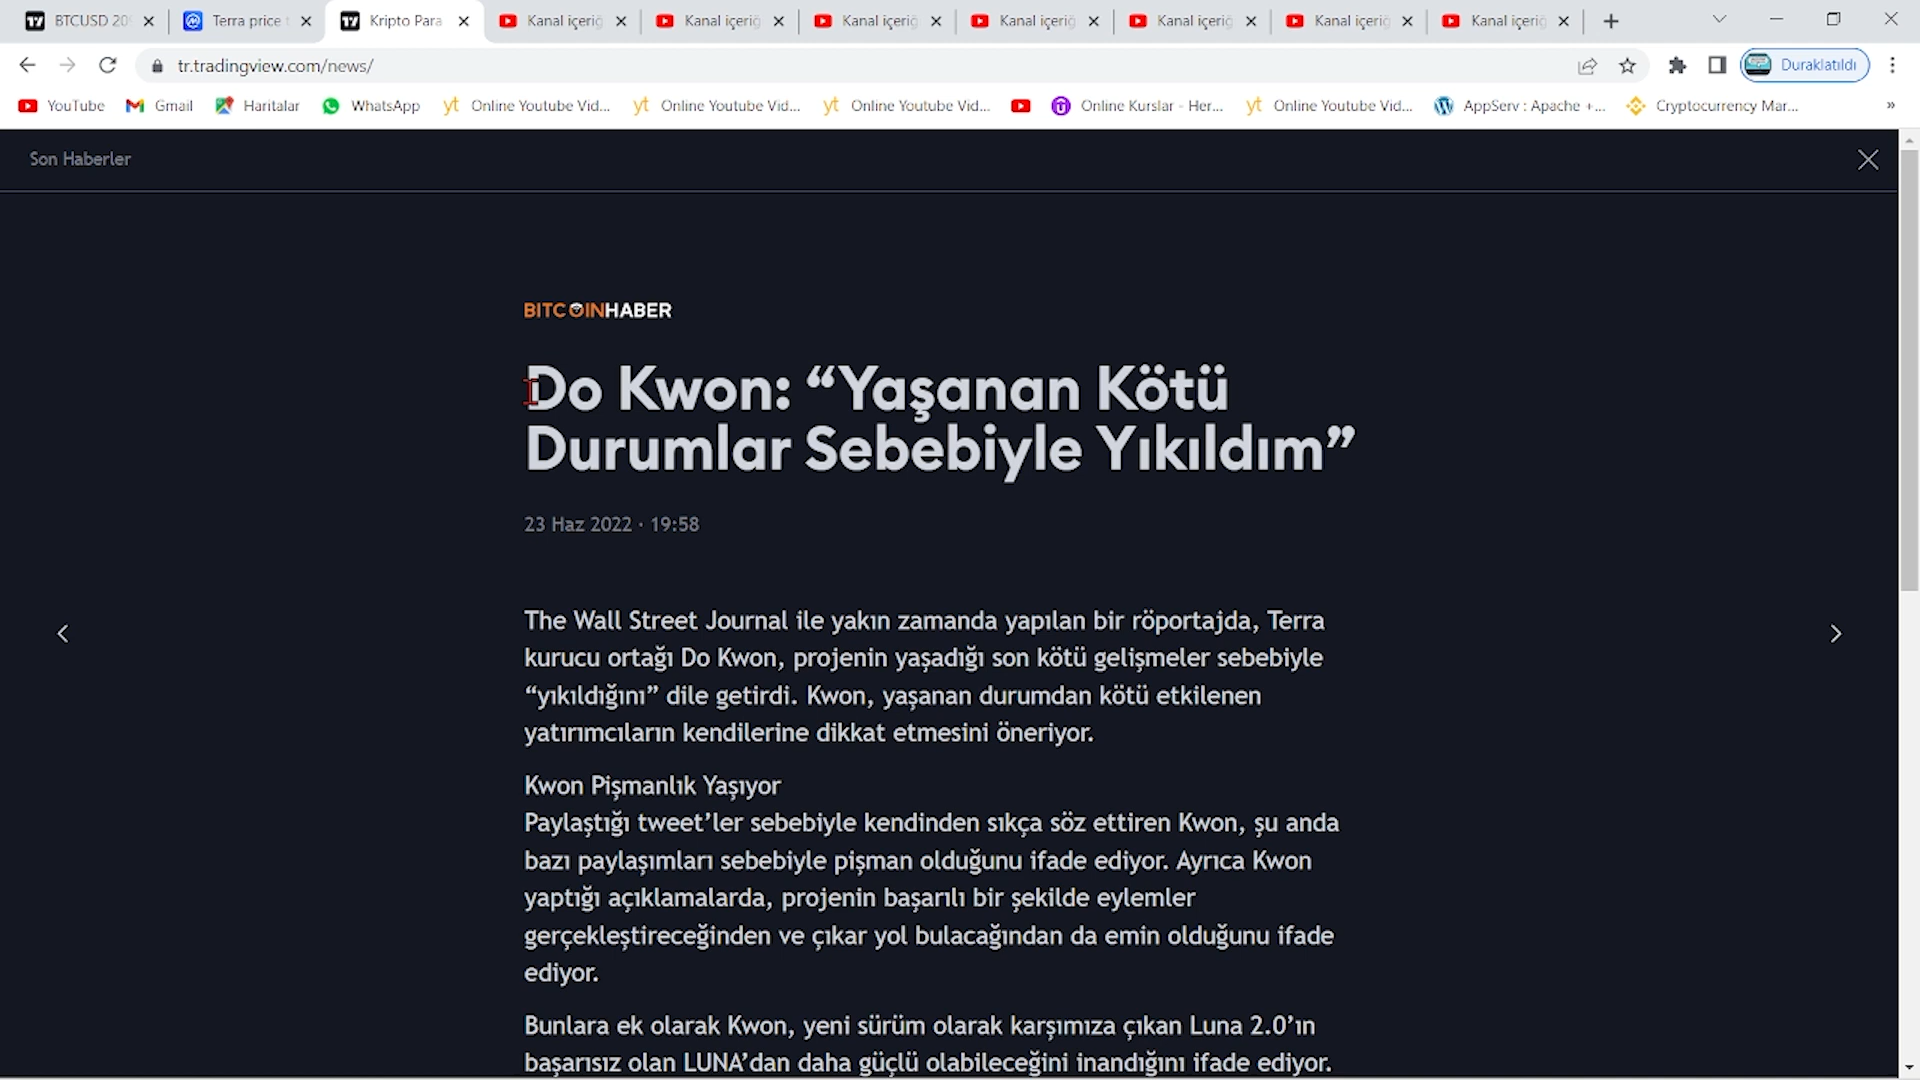 BTCUSD 20
Terra price t
Kripto Para
Kanal içeriğ
Kanal içeriğ
Kanal içeriğ
Kanal içeriğ
Kanal içeriğ
Kanal içeriğ
Kanal içeriğ
tr.tradingview.com/news/
Duraklatıldı
YouTube
Gmail
Haritalar
WhatsApp
Online Youtube Vid...
Online Youtube Vid...
Online Youtube Vid...
Online Kurslar - Her...
Online Youtube Vid...
AppServ : Apache +...
Cryptocurrency Mar...
»
Son Haberler
BITCOINHABER
Do Kwon: “Yaşanan Kötü
Durumlar Sebebiyle Yıkıldım”
23 Haz 2022 · 19:58
The Wall Street Journal ile yakın zamanda yapılan bir röportajda, Terra
kurucu ortağı Do Kwon, projenin yaşadığı son kötü gelişmeler sebebiyle
“yıkıldığını” dile getirdi. Kwon, yaşanan durumdan kötü etkilenen
yatırımcıların kendilerine dikkat etmesini öneriyor.
Kwon Pişmanlık Yaşıyor
Paylaştığı tweet’ler sebebiyle kendinden sıkça söz ettiren Kwon, şu anda
bazı paylaşımları sebebiyle pişman olduğunu ifade ediyor. Ayrıca Kwon
yaptığı açıklamalarda, projenin başarılı bir şekilde eylemler
gerçekleştireceğinden ve çıkar yol bulacağından da emin olduğunu ifade
ediyor.
Bunlara ek olarak Kwon, yeni sürüm olarak karşımıza çıkan Luna 2.0’ın
başarısız olan LUNA’dan daha güçlü olabileceğini inandığını ifade ediyor.